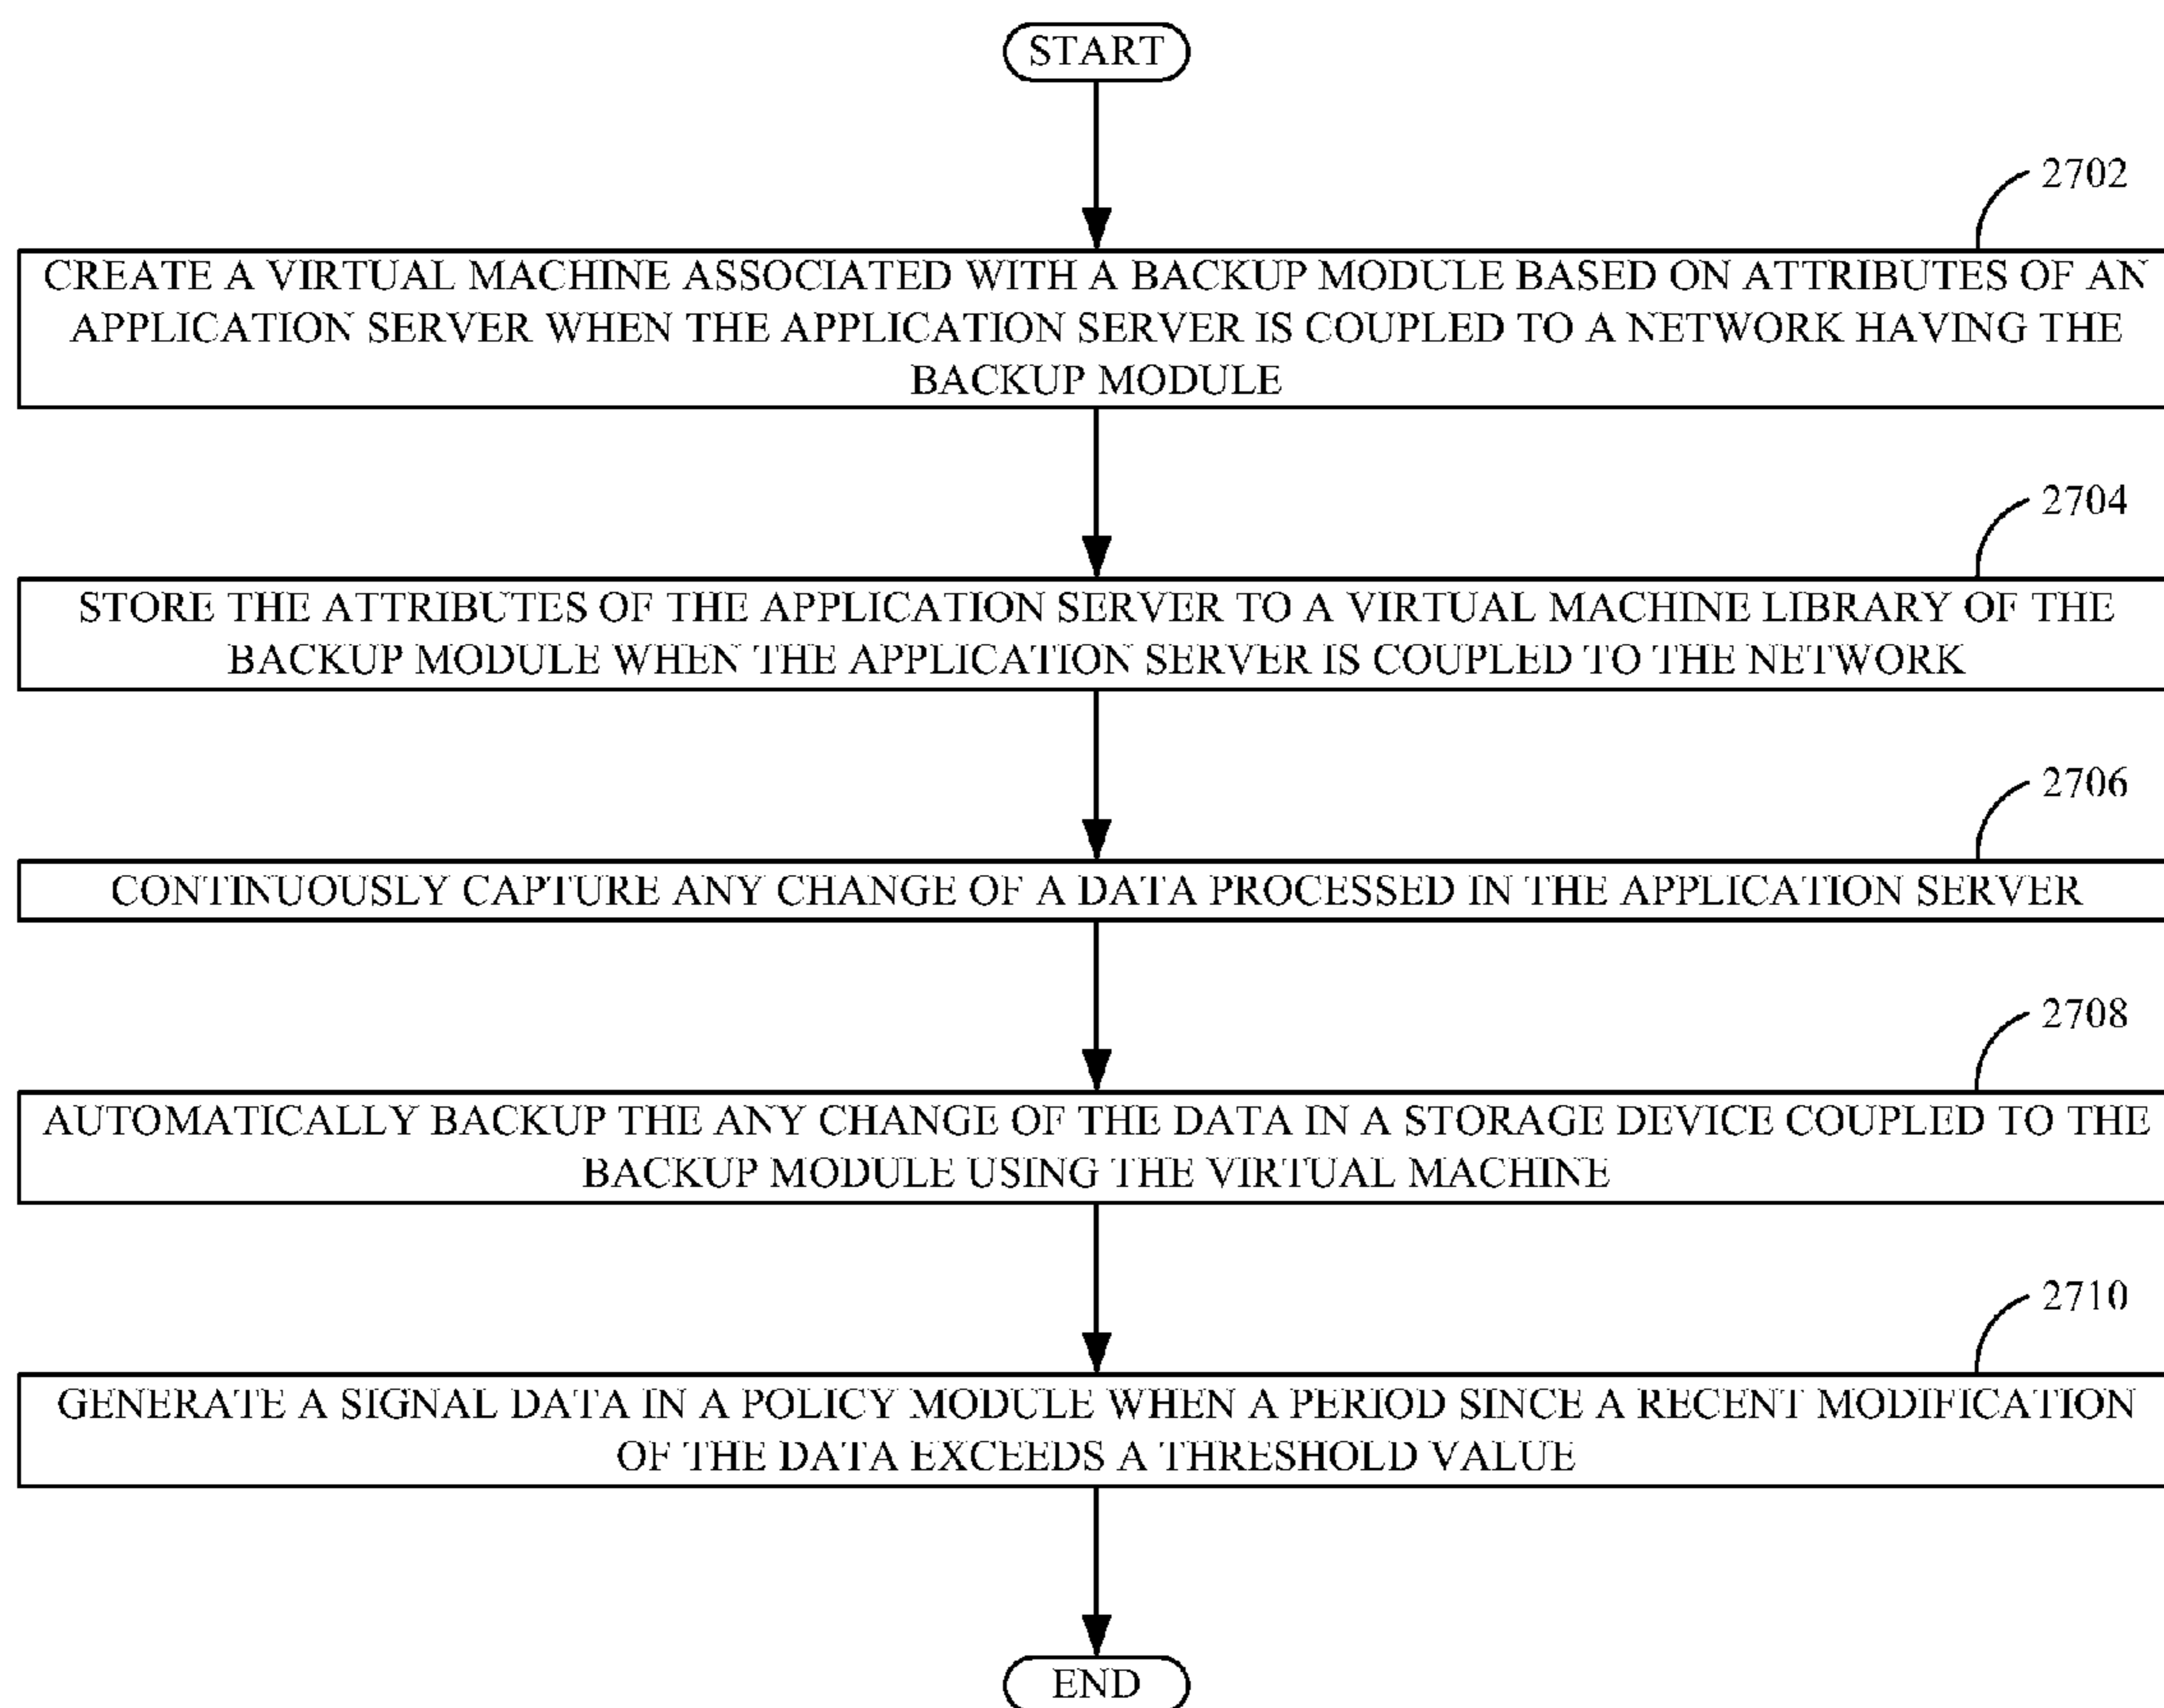 START
2702
CREATE A VIRTUAL MACHINE ASSOCIATED WITH A BACKUP MODULE BASED ON ATTRIBUTES OF AN
APPLICATION SERVER WHEN THE APPLICATION SERVER IS COUPLED TO A NETWORK HAVING THE
BACKUP MODULE
2704
STORE THE ATTRIBUTES OF THE APPLICATION SERVER TO A VIRTUAL MACHINE LIBRARY OF THE
BACKUP MODULE WHEN THE APPLICATION SERVER IS COUPLED TO THE NETWORK
2706
CONTINUOUSLY CAPTURE ANY CHANGE OF A DATA PROCESSED IN THE APPLICATION SERVER
2708
AUTOMATICALLY BACKUP THE ANY CHANGE OF THE DATA IN A STORAGE DEVICE COUPLED TO THE
BACKUP MODULE USING THE VIRTUAL MACHINE
2710
GENERATE A SIGNAL DATA IN A POLICY MODULE WHEN A PERIOD SINCE A RECENT MODIFICATION
OF THE DATA EXCEEDS A THRESHOLD VALUE
END